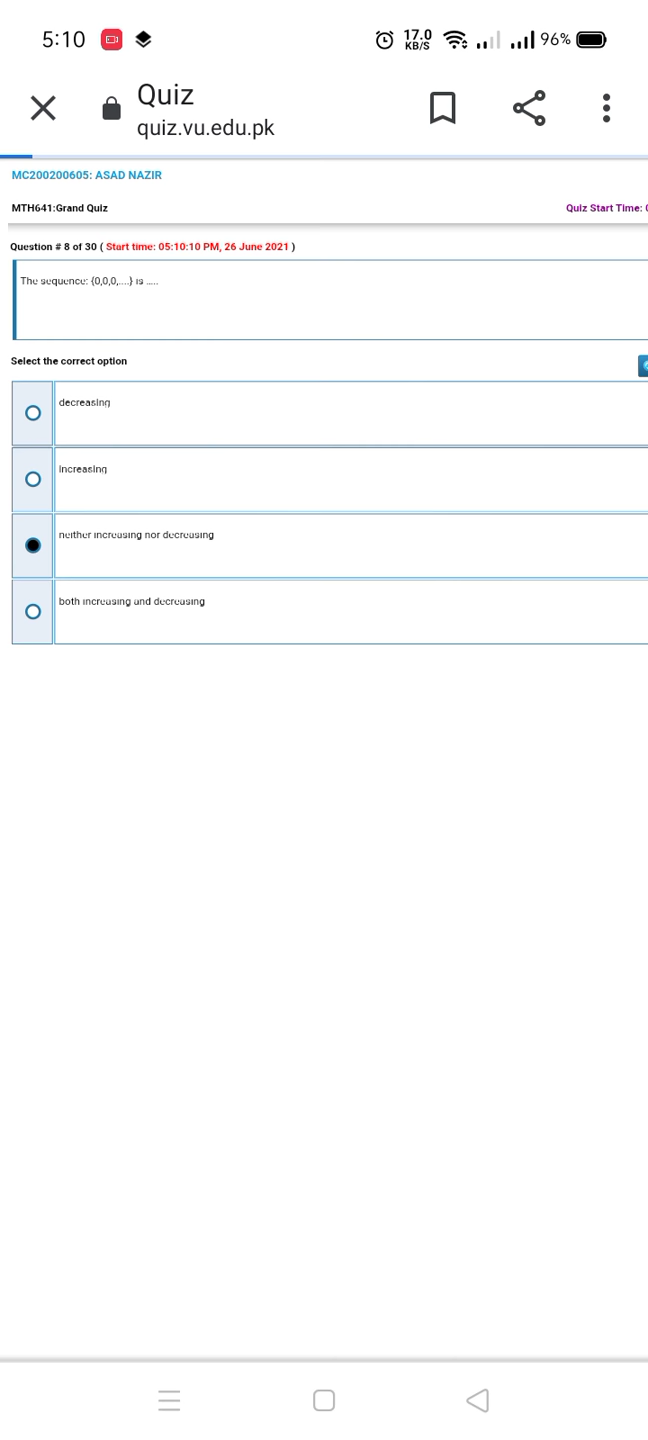 5:10 17.0 KB/S 96%
Quiz
quiz.vu.edu.pk
MC200200605: ASAD NAZIR
MTH641:Grand Quiz Quiz Start Time:
Question # 8 of 30 ( Start time: 05:10:10 PM, 26 June 2021 )
The sequence: {0,0,0,....} is .....
Select the correct option
decreasing
increasing
neither increasing nor decreasing
both increasing and decreasing